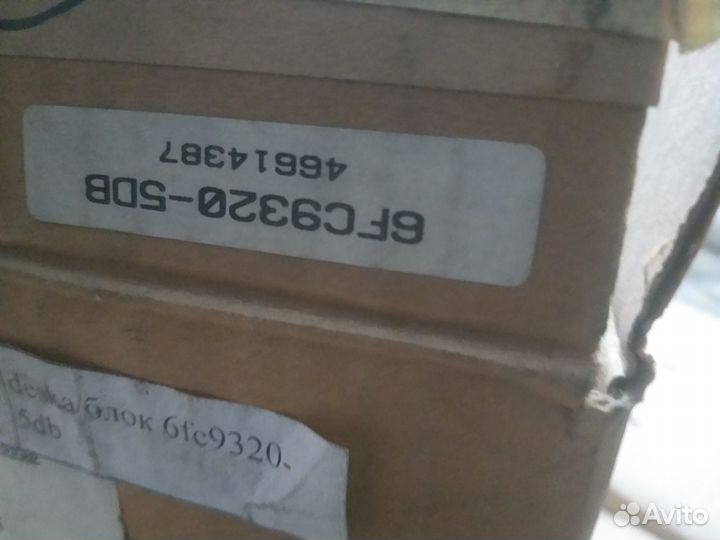 6FC9320-5DB
46614387
deska/блок 6fc9320-
5db
Avito